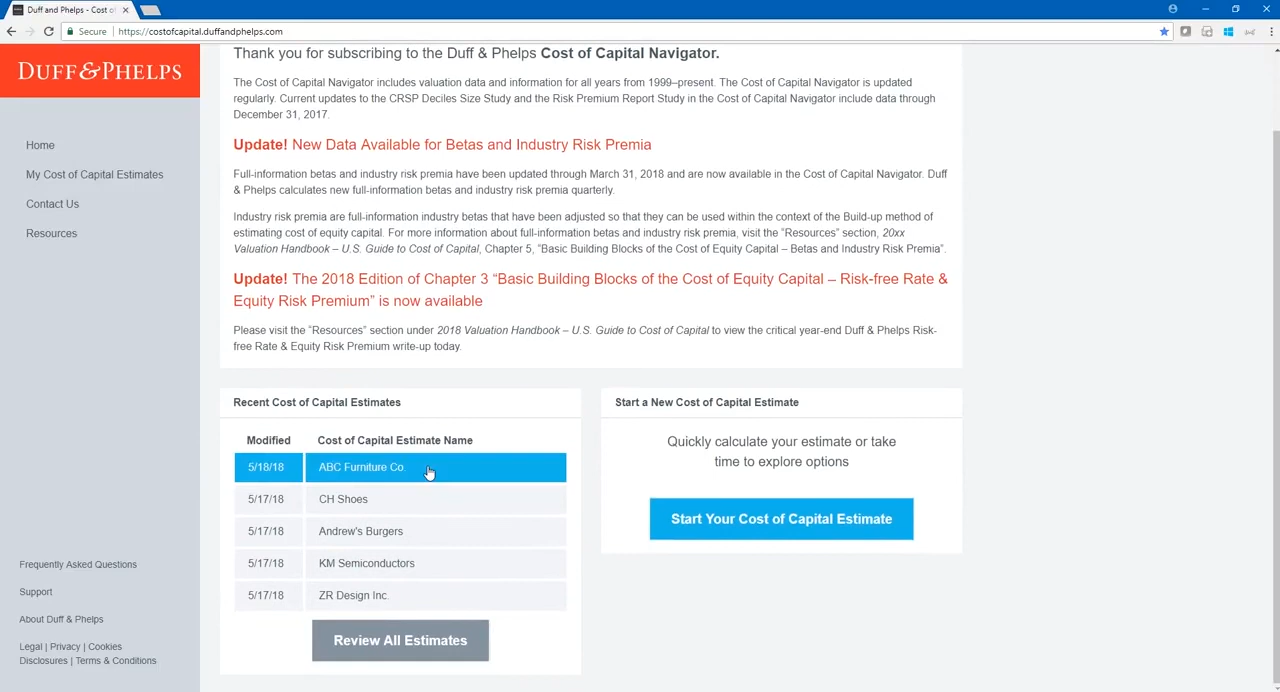 Duff and Phelps - Cost of
Secure | https://costofcapital.duffandphelps.com
DUFF&PHELPS
Home
My Cost of Capital Estimates
Contact Us
Resources
Frequently Asked Questions
Support
About Duff & Phelps
Legal | Privacy | Cookies
Disclosures | Terms & Conditions
Thank you for subscribing to the Duff & Phelps Cost of Capital Navigator.
The Cost of Capital Navigator includes valuation data and information for all years from 1999–present. The Cost of Capital Navigator is updated
regularly. Current updates to the CRSP Deciles Size Study and the Risk Premium Report Study in the Cost of Capital Navigator include data through
December 31, 2017.
Update! New Data Available for Betas and Industry Risk Premia
Full-information betas and industry risk premia have been updated through March 31, 2018 and are now available in the Cost of Capital Navigator. Duff
& Phelps calculates new full-information betas and industry risk premia quarterly.
Industry risk premia are full-information industry betas that have been adjusted so that they can be used within the context of the Build-up method of
estimating cost of equity capital. For more information about full-information betas and industry risk premia, visit the “Resources” section, 20xx
Valuation Handbook – U.S. Guide to Cost of Capital, Chapter 5, “Basic Building Blocks of the Cost of Equity Capital – Betas and Industry Risk Premia”.
Update! The 2018 Edition of Chapter 3 “Basic Building Blocks of the Cost of Equity Capital – Risk-free Rate &
Equity Risk Premium” is now available
Please visit the “Resources” section under 2018 Valuation Handbook – U.S. Guide to Cost of Capital to view the critical year-end Duff & Phelps Risk-
free Rate & Equity Risk Premium write-up today.
Recent Cost of Capital Estimates
Modified Cost of Capital Estimate Name
5/18/18 ABC Furniture Co.
5/17/18 CH Shoes
5/17/18 Andrew's Burgers
5/17/18 KM Semiconductors
5/17/18 ZR Design Inc.
Review All Estimates
Start a New Cost of Capital Estimate
Quickly calculate your estimate or take
time to explore options
Start Your Cost of Capital Estimate